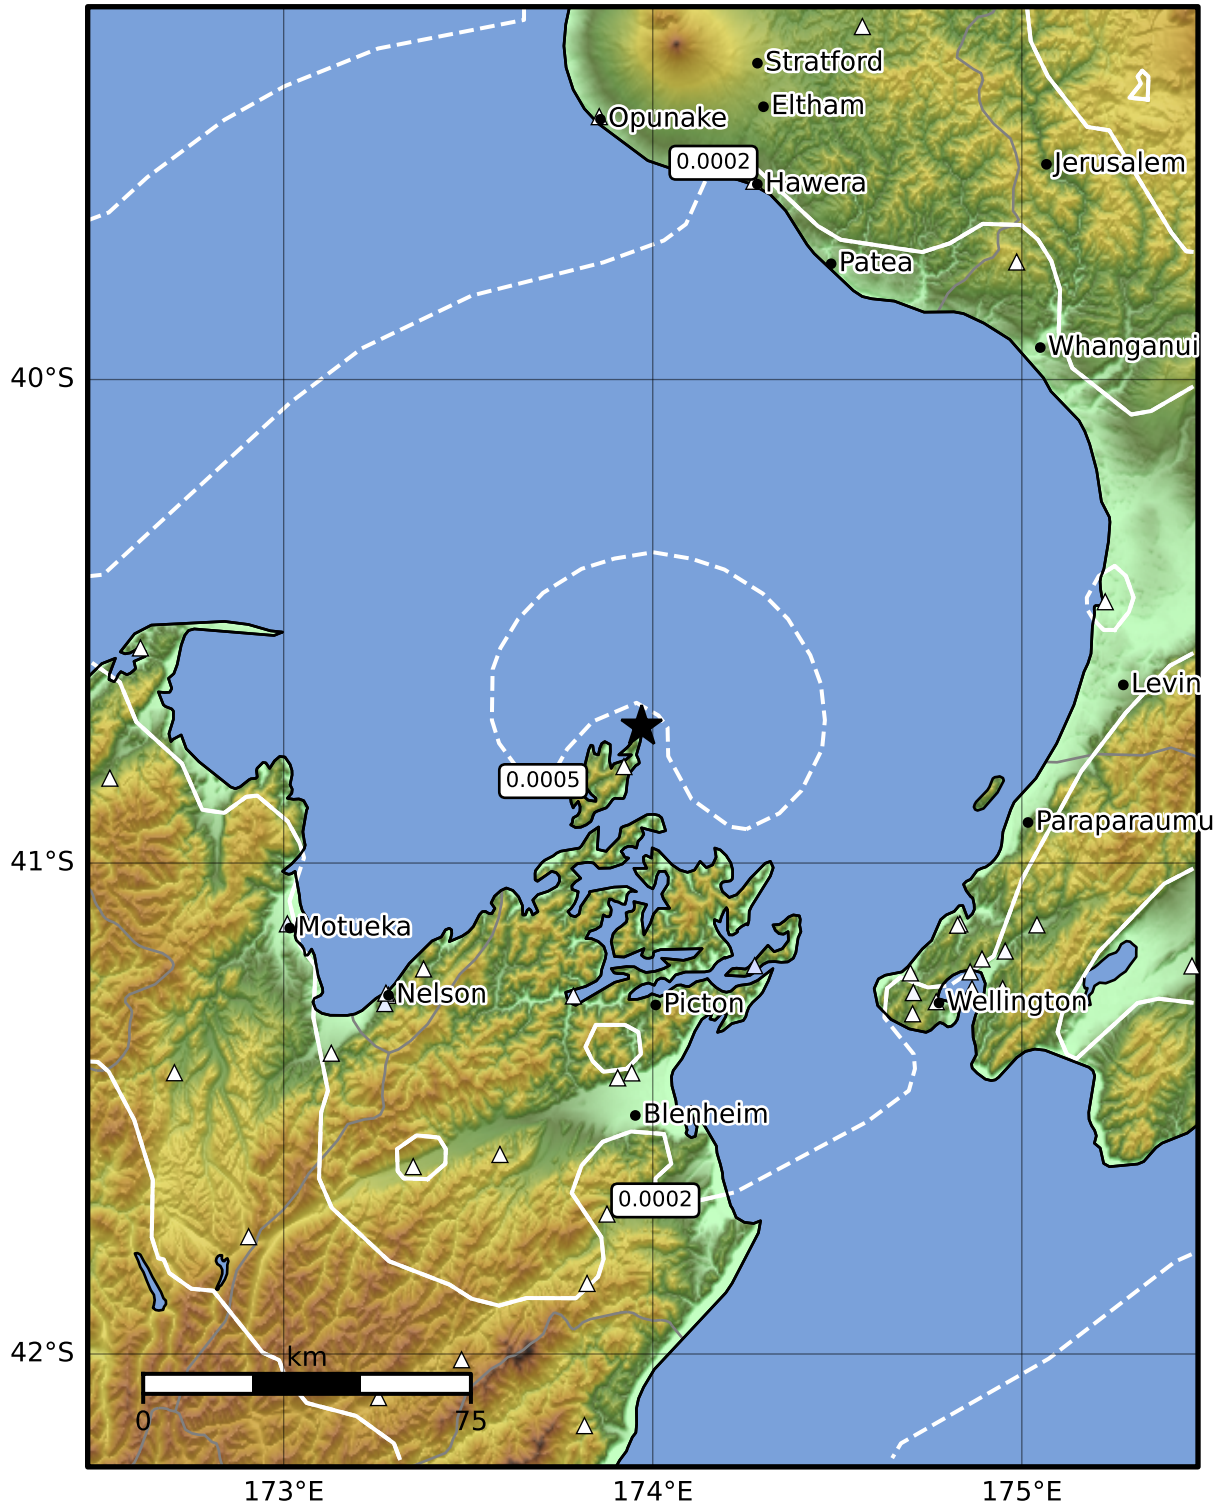 Stratford
Eltham
Opunake
0.0002
Jerusalem
Hawera
Patea
Whanganui
40°S
Levin
0.0005
Paraparaumu
41°S
Motueka
Nelson
Picton
Wellington
Blenheim
0.0002
42°S
km
0
75
173°E
174°E
175°E